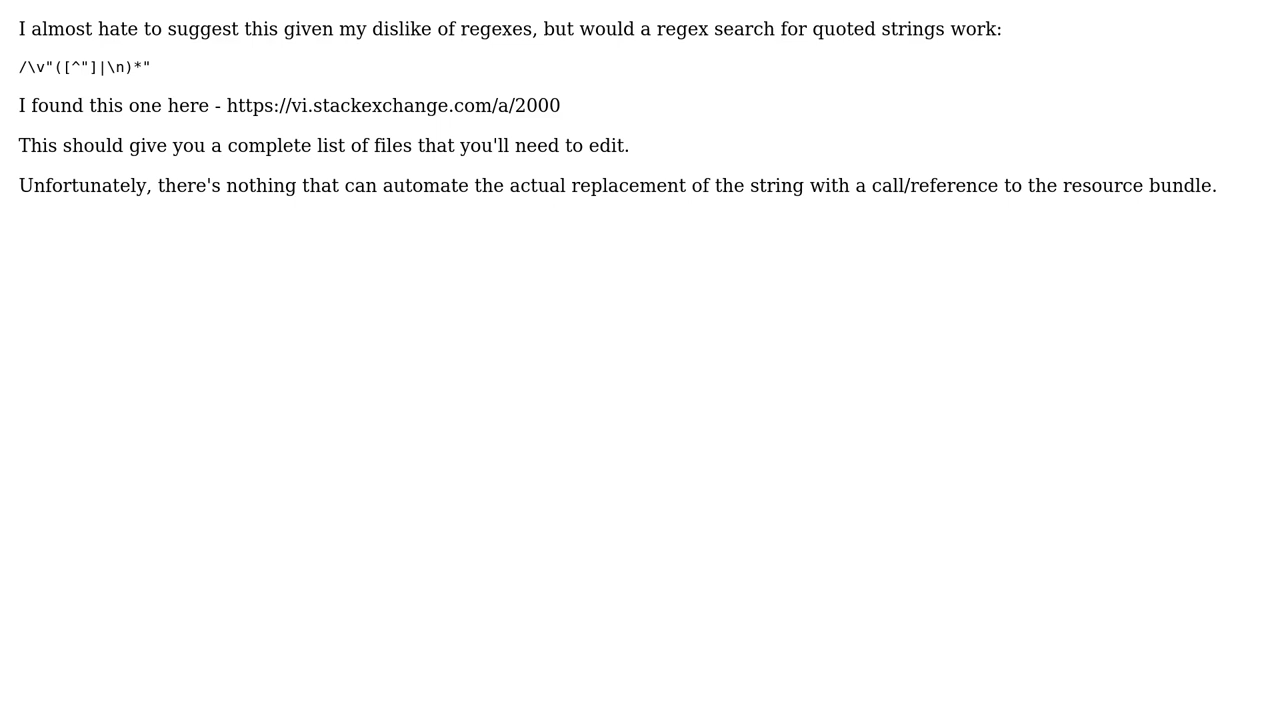 I almost hate to suggest this given my dislike of regexes, but would a regex search for quoted strings work:
/\v"([^"]|\n)*"
I found this one here - https://vi.stackexchange.com/a/2000
This should give you a complete list of files that you'll need to edit.
Unfortunately, there's nothing that can automate the actual replacement of the string with a call/reference to the resource bundle.